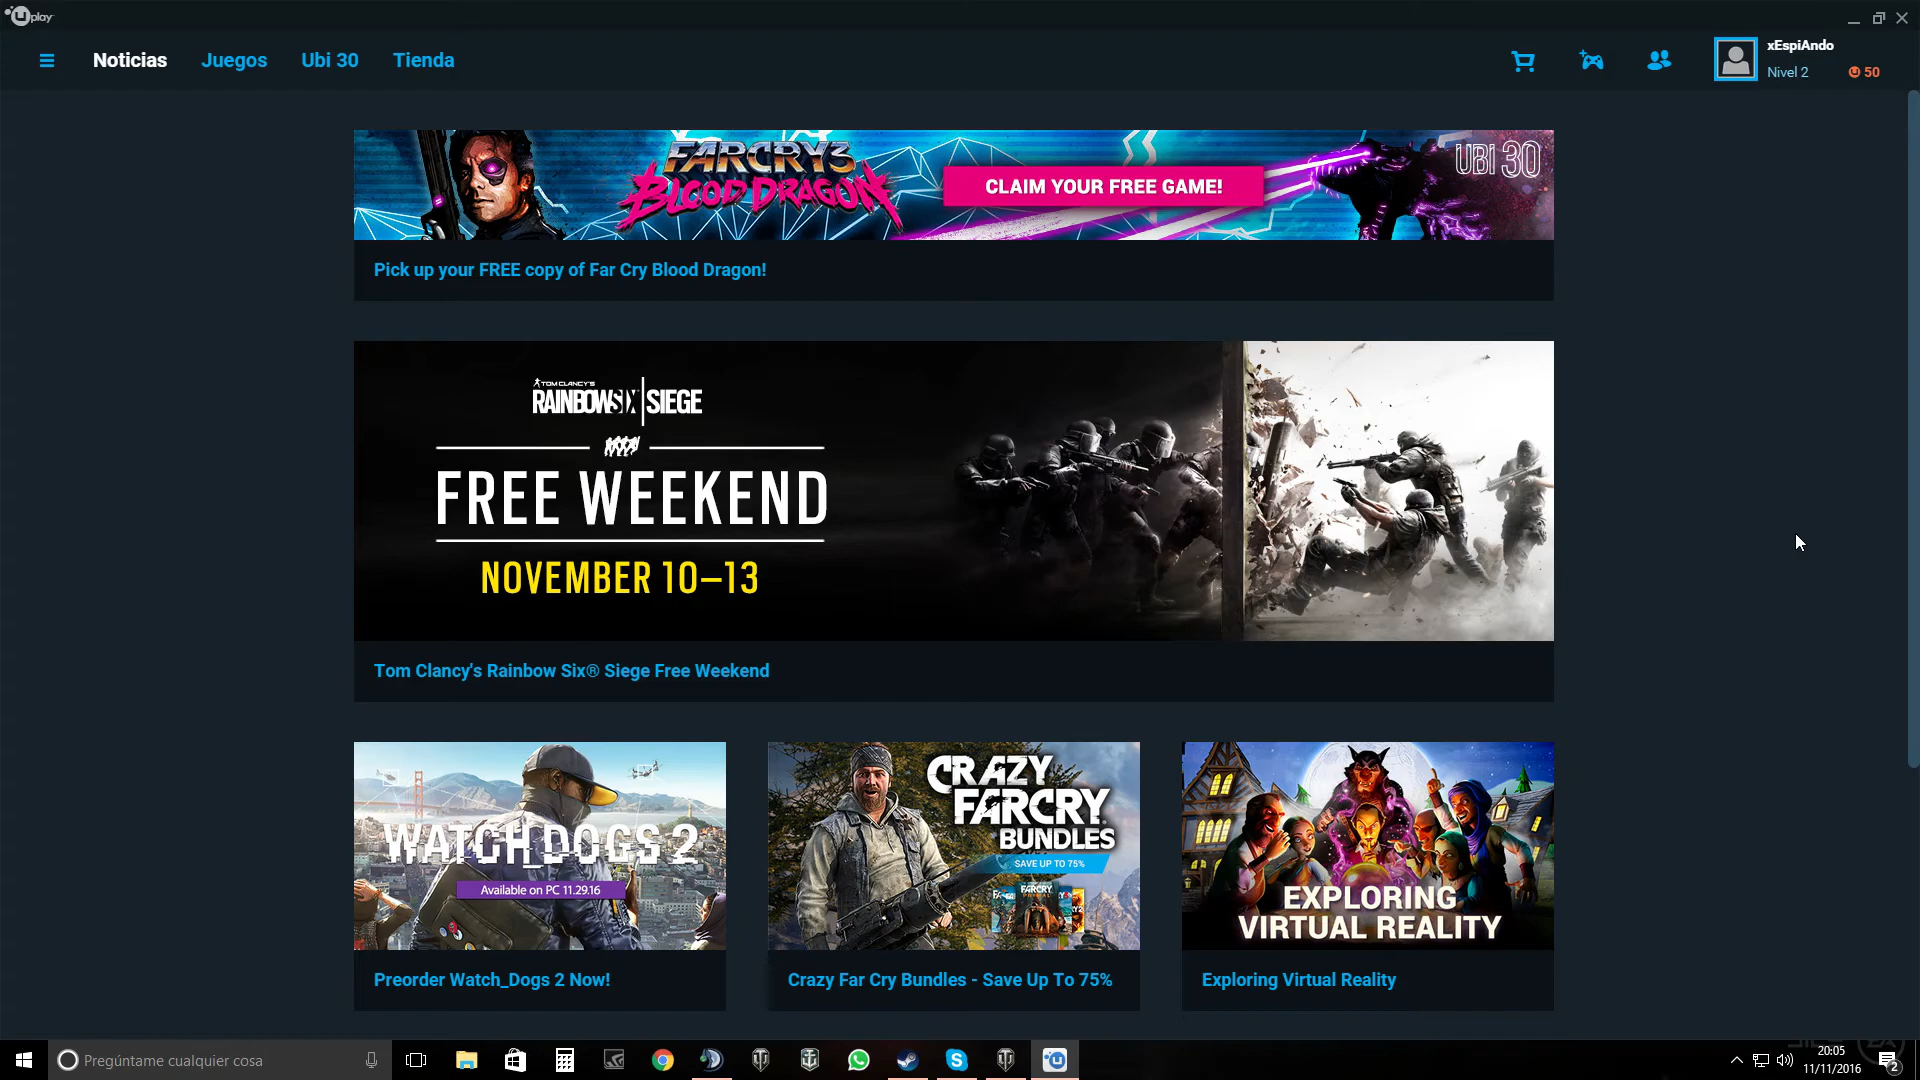 uplay
Noticias Juegos Ubi 30 Tienda
xEspiAndo
Nivel 2 50
FARCRY3
BLOOD DRAGON
CLAIM YOUR FREE GAME!
UBI 30
Pick up your FREE copy of Far Cry Blood Dragon!
TOM CLANCY'S
RAINBOWSIX|SIEGE
FREE WEEKEND
NOVEMBER 10–13
Tom Clancy's Rainbow Six® Siege Free Weekend
WATCH_DOGS 2
Available on PC 11.29.16
Preorder Watch_Dogs 2 Now!
CRAZY
FARCRY
BUNDLES
SAVE UP TO 75%
FARCRY
Crazy Far Cry Bundles - Save Up To 75%
EXPLORING
VIRTUAL REALITY
Exploring Virtual Reality
Pregúntame cualquier cosa
20:05
11/11/2016
2